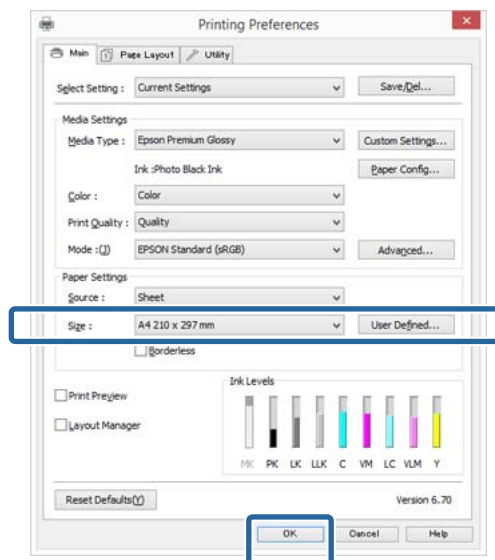 Printing Preferences
Main Page Layout Utility
Select Setting : Current Settings Save/Del...
Media Settings
Media Type : Epson Premium Glossy Custom Settings...
Ink :Photo Black Ink Paper Config...
Color : Color
Print Quality : Quality
Mode :(J) EPSON Standard (sRGB) Advanced...
Paper Settings
Source : Sheet
Size : A4 210 x 297 mm User Defined...
Borderless
Ink Levels
Print Preview
Layout Manager
MK PK LK LLK C VM LC VLM Y
Reset Defaults(Y) Version 6.70
OK Cancel Help